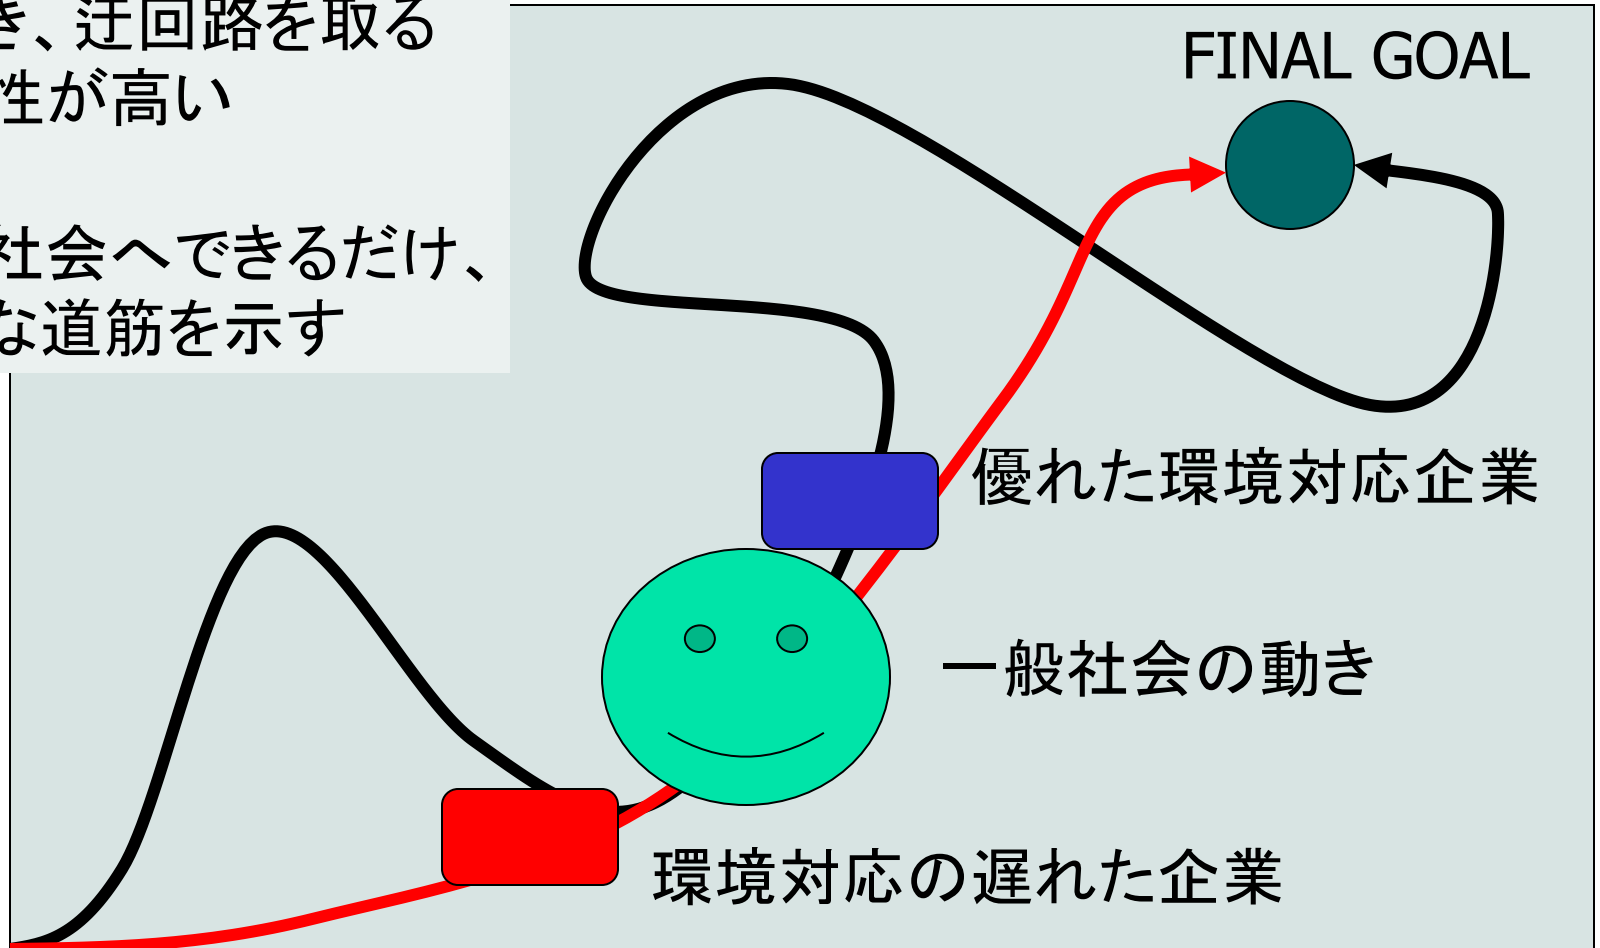 き、迂回路を取る
性が高い
社会へできるだけ、
な道筋を示す
FINAL GOAL
優れた環境対応企業
一般社会の動き
環境対応の遅れた企業